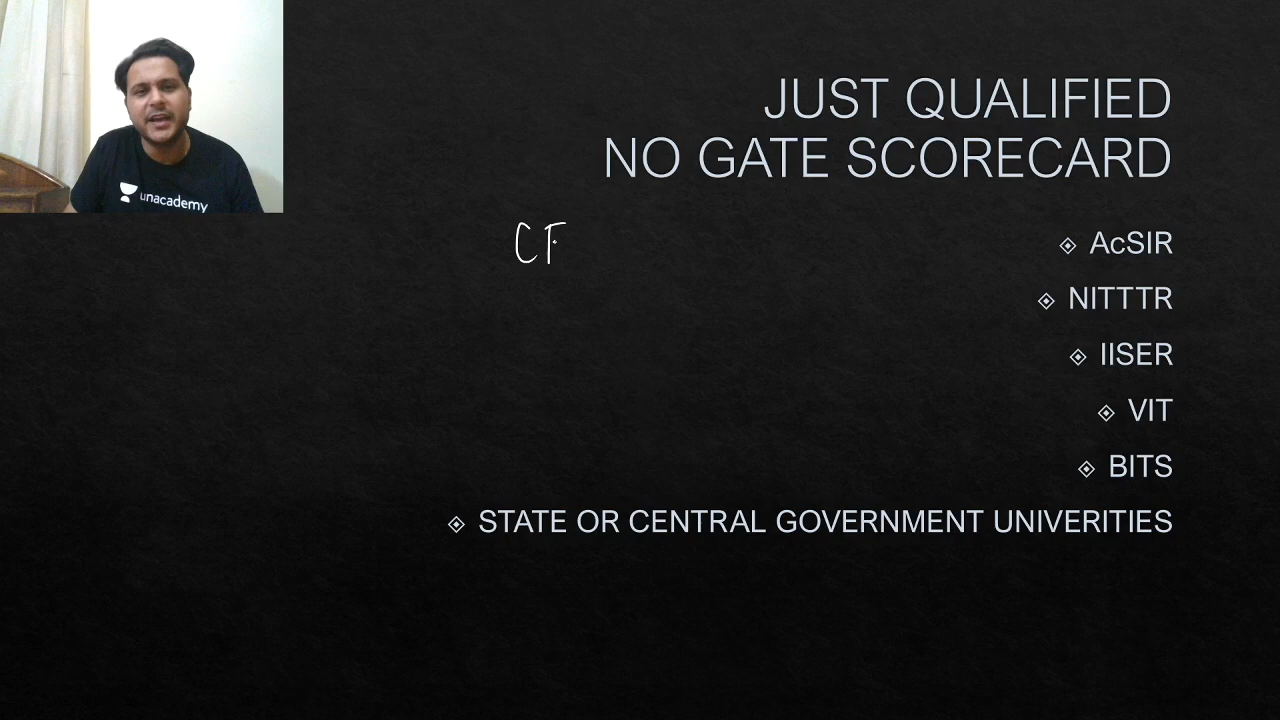 unacademy
JUST QUALIFIED
NO GATE SCORECARD
CF
AcSIR
NITTTR
IISER
VIT
BITS
STATE OR CENTRAL GOVERNMENT UNIVERITIES